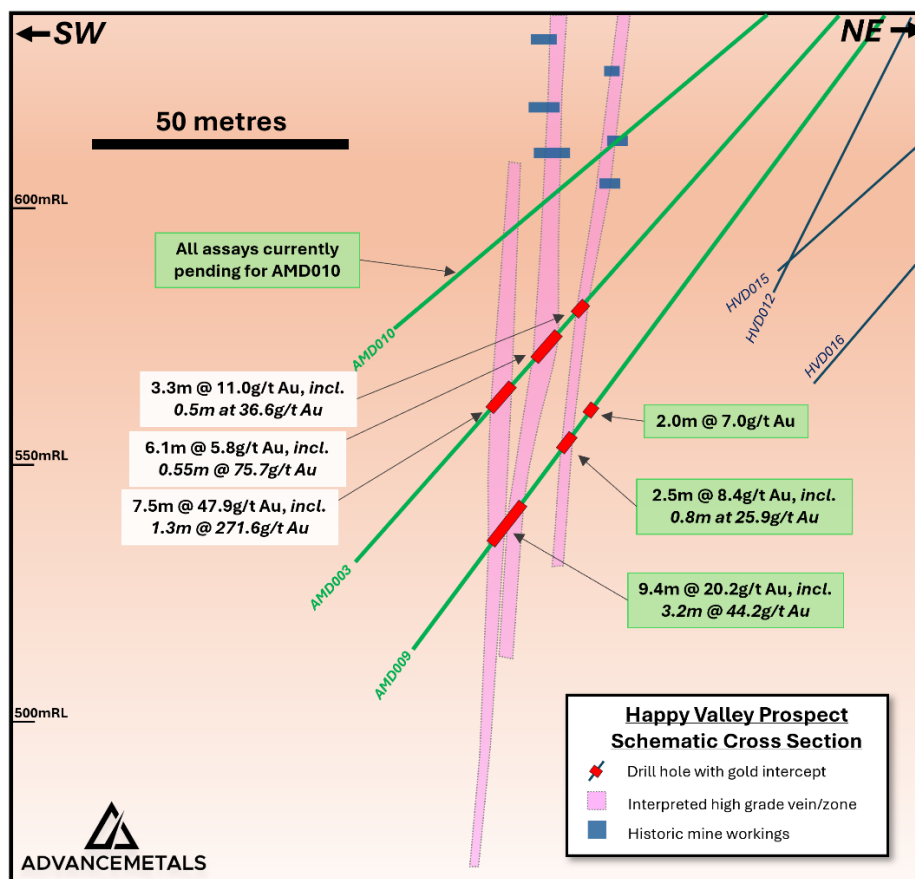 SW
NE
50 metres
600mRL
All assays currently
pending for AMD010
AMD010
HVD015
HVD012
HVD016
3.3m @ 11.0g/t Au, incl.
0.5m at 36.6g/t Au
6.1m @ 5.8g/t Au, incl.
0.55m @ 75.7g/t Au
7.5m @ 47.9g/t Au, incl.
1.3m @ 271.6g/t Au
2.0m @ 7.0g/t Au
550mRL
2.5m @ 8.4g/t Au, incl.
0.8m at 25.9g/t Au
AMD003
9.4m @ 20.2g/t Au, incl.
3.2m @ 44.2g/t Au
AMD009
500mRL
Happy Valley Prospect
Schematic Cross Section
Drill hole with gold intercept
Interpreted high grade vein/zone
Historic mine workings
ADVANCEMETALS